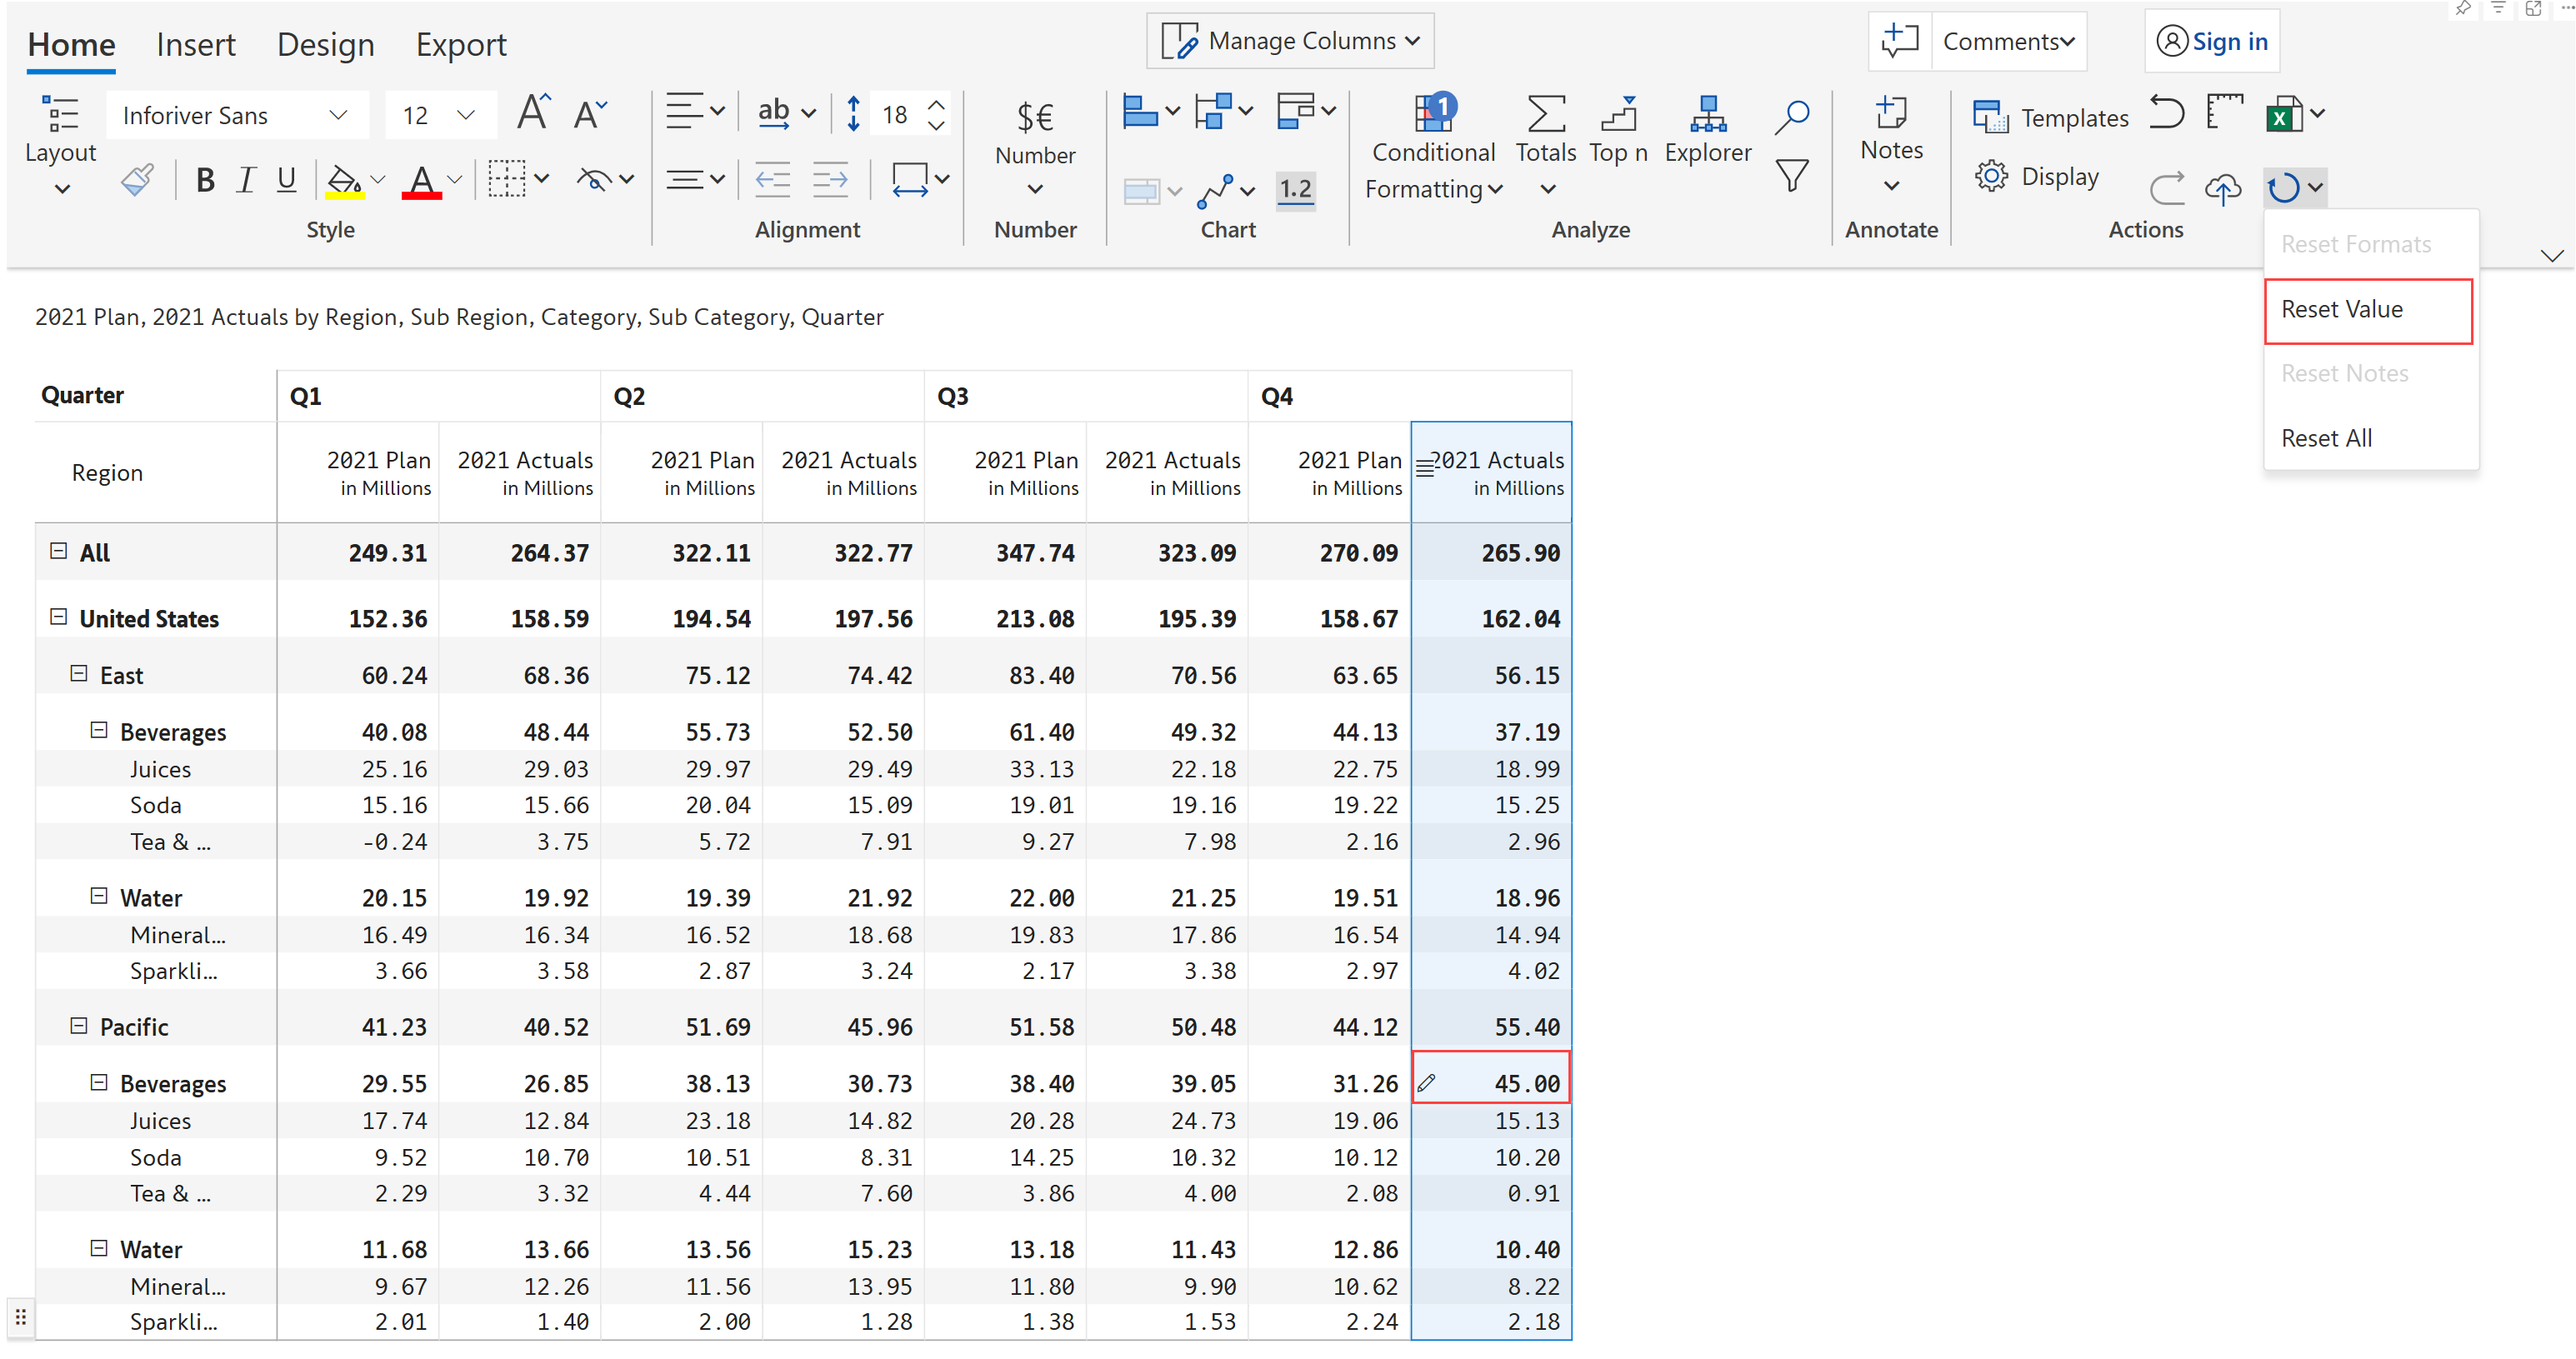 Home Insert Design Export Manage Columns Comments Sign in
Inforiver Sans 12 A A ab 18 $€ 1 Templates
Layout Number Conditional Totals Top n Explorer Notes
B I U A 1.2 Formatting Display
Style Alignment Number Chart Analyze Annotate Actions
Reset Formats
Reset Value
Reset Notes
Reset All
2021 Plan, 2021 Actuals by Region, Sub Region, Category, Sub Category, Quarter
Quarter Q1 Q2 Q3 Q4
Region 2021 Plan 2021 Actuals 2021 Plan 2021 Actuals 2021 Plan 2021 Actuals 2021 Plan 2021 Actuals
in Millions in Millions in Millions in Millions in Millions in Millions in Millions in Millions
All 249.31 264.37 322.11 322.77 347.74 323.09 270.09 265.90
United States 152.36 158.59 194.54 197.56 213.08 195.39 158.67 162.04
East 60.24 68.36 75.12 74.42 83.40 70.56 63.65 56.15
Beverages 40.08 48.44 55.73 52.50 61.40 49.32 44.13 37.19
Juices 25.16 29.03 29.97 29.49 33.13 22.18 22.75 18.99
Soda 15.16 15.66 20.04 15.09 19.01 19.16 19.22 15.25
Tea & ... -0.24 3.75 5.72 7.91 9.27 7.98 2.16 2.96
Water 20.15 19.92 19.39 21.92 22.00 21.25 19.51 18.96
Mineral... 16.49 16.34 16.52 18.68 19.83 17.86 16.54 14.94
Sparkli... 3.66 3.58 2.87 3.24 2.17 3.38 2.97 4.02
Pacific 41.23 40.52 51.69 45.96 51.58 50.48 44.12 55.40
Beverages 29.55 26.85 38.13 30.73 38.40 39.05 31.26 45.00
Juices 17.74 12.84 23.18 14.82 20.28 24.73 19.06 15.13
Soda 9.52 10.70 10.51 8.31 14.25 10.32 10.12 10.20
Tea & ... 2.29 3.32 4.44 7.60 3.86 4.00 2.08 0.91
Water 11.68 13.66 13.56 15.23 13.18 11.43 12.86 10.40
Mineral... 9.67 12.26 11.56 13.95 11.80 9.90 10.62 8.22
Sparkli... 2.01 1.40 2.00 1.28 1.38 1.53 2.24 2.18